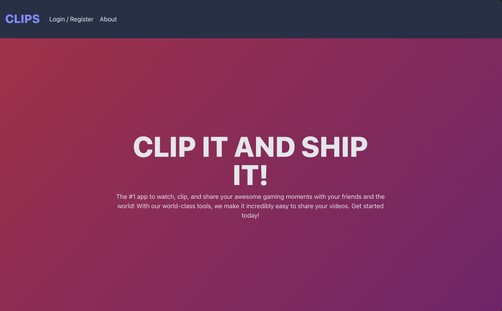 CLIPS
Login / Register
About
CLIP IT AND SHIP
IT!
The #1 app to watch, clip, and share your awesome gaming moments with your friends and the
world! With our world-class tools, we make it incredibly easy to share your videos. Get started
today!